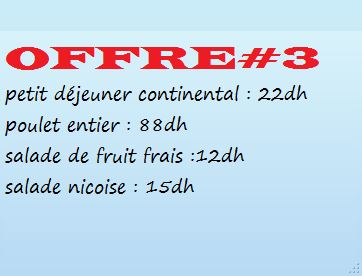 OFFRE#3
petit déjeuner continental : 22dh
poulet entier : 88dh
salade de fruit frais :12dh
salade nicoise : 15dh